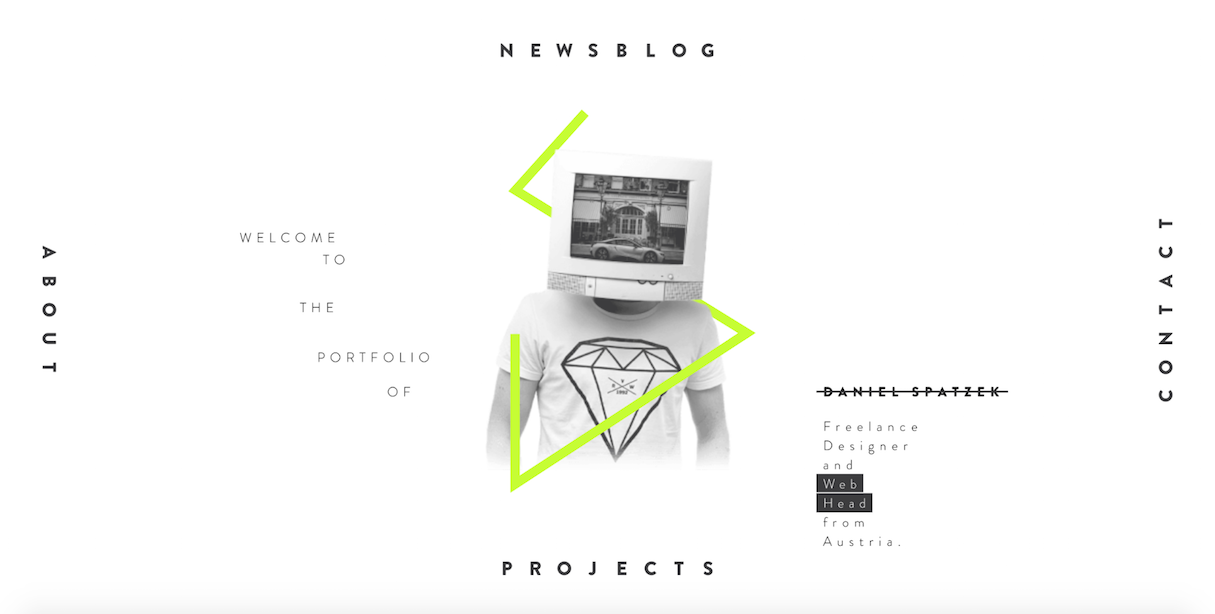 NEWSBLOG
ABOUT
WELCOME
TO
THE
PORTFOLIO
OF
CONTACT
DANIEL SPATZEK
Freelance
Designer
and
Web
Head
from
Austria.
PROJECTS